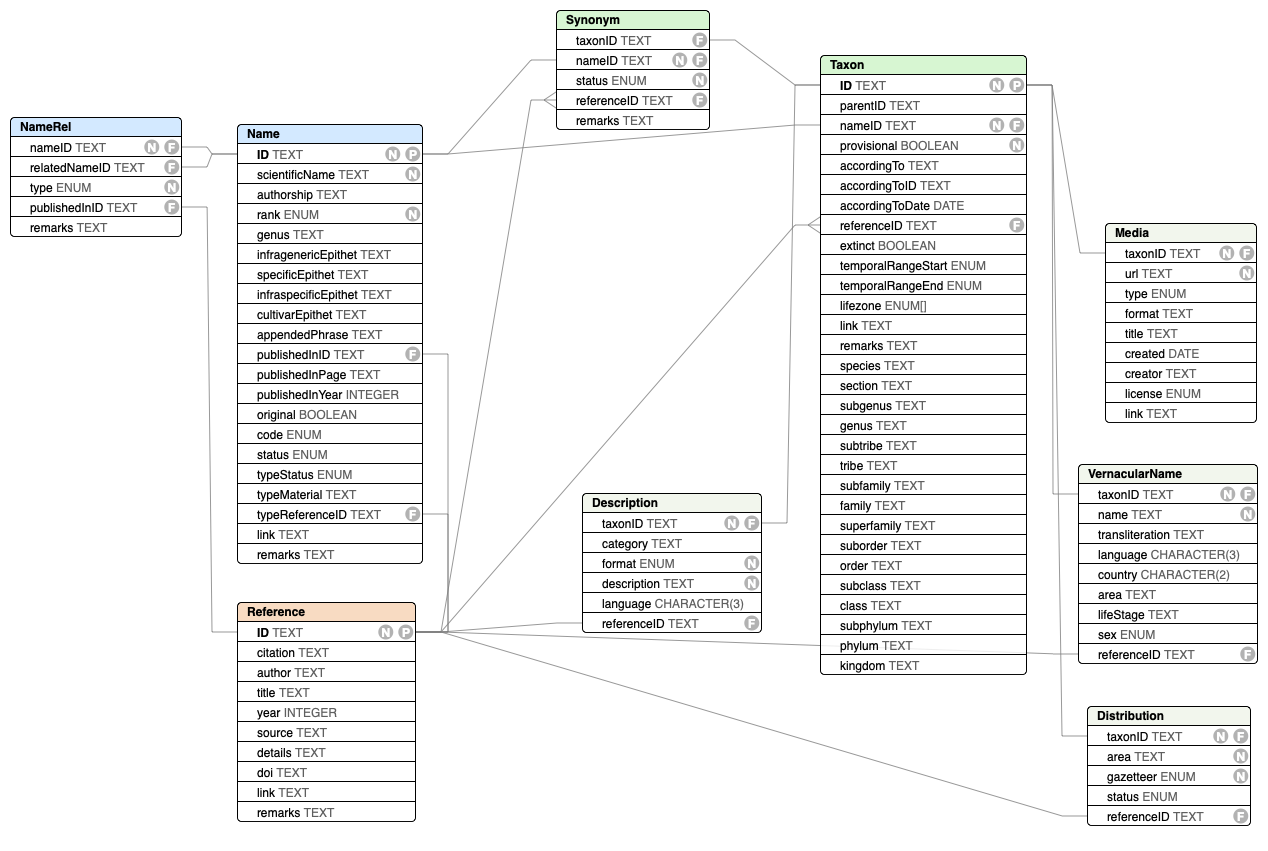 Synonym
taxonID TEXT F
nameID TEXT N F
status ENUM N
referenceID TEXT F
remarks TEXT
Taxon
ID TEXT N P
parentID TEXT
nameID TEXT N F
provisional BOOLEAN N
accordingTo TEXT
accordingToID TEXT
accordingToDate DATE
referenceID TEXT F
extinct BOOLEAN
temporalRangeStart ENUM
temporalRangeEnd ENUM
lifezone ENUM[]
link TEXT
remarks TEXT
species TEXT
section TEXT
subgenus TEXT
genus TEXT
subtribe TEXT
tribe TEXT
subfamily TEXT
family TEXT
superfamily TEXT
suborder TEXT
order TEXT
subclass TEXT
class TEXT
subphylum TEXT
phylum TEXT
kingdom TEXT
NameRel
nameID TEXT N F
relatedNameID TEXT F
type ENUM N
publishedInID TEXT F
remarks TEXT
Name
ID TEXT N P
scientificName TEXT N
authorship TEXT
rank ENUM N
genus TEXT
infragenericEpithet TEXT
specificEpithet TEXT
infraspecificEpithet TEXT
cultivarEpithet TEXT
appendedPhrase TEXT
publishedInID TEXT F
publishedInPage TEXT
publishedInYear INTEGER
original BOOLEAN
code ENUM
status ENUM
typeStatus ENUM
typeMaterial TEXT
typeReferenceID TEXT F
link TEXT
remarks TEXT
Media
taxonID TEXT N F
url TEXT N
type ENUM
format TEXT
title TEXT
created DATE
creator TEXT
license ENUM
link TEXT
VernacularName
taxonID TEXT N F
name TEXT N
transliteration TEXT
language CHARACTER(3)
country CHARACTER(2)
area TEXT
lifeStage TEXT
sex ENUM
referenceID TEXT F
Description
taxonID TEXT N F
category TEXT
format ENUM N
description TEXT N
language CHARACTER(3)
referenceID TEXT F
Reference
ID TEXT N P
citation TEXT
author TEXT
title TEXT
year INTEGER
source TEXT
details TEXT
doi TEXT
link TEXT
remarks TEXT
Distribution
taxonID TEXT N F
area TEXT N
gazetteer ENUM N
status ENUM
referenceID TEXT F